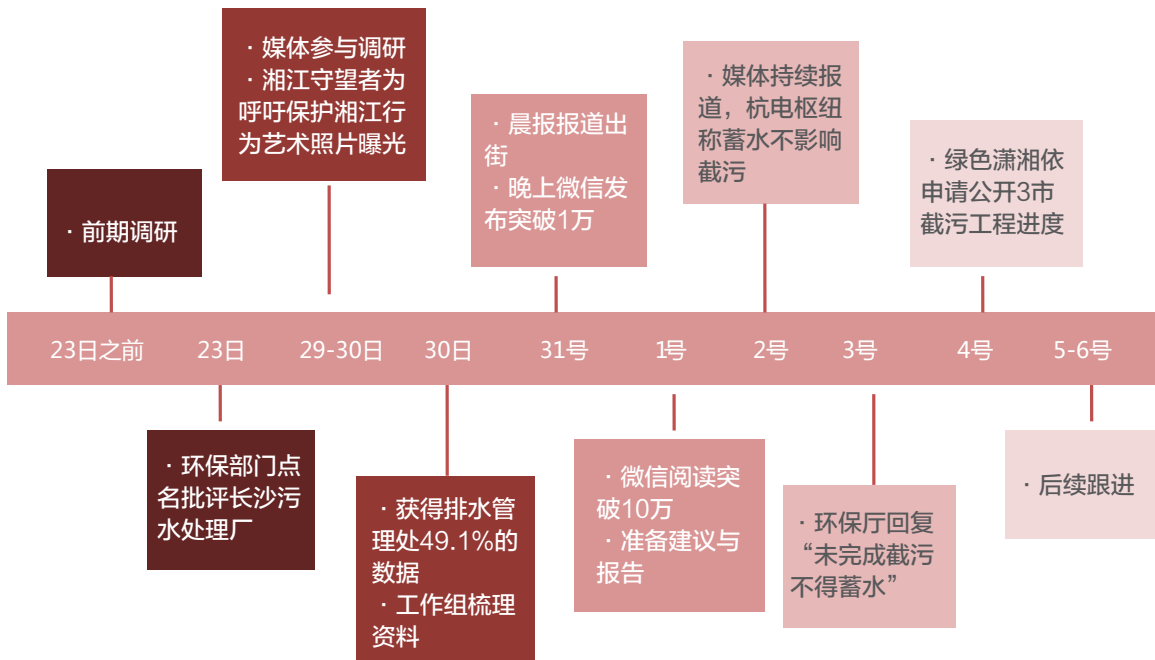 · 媒体参与调研
· 湘江守望者为
呼吁保护湘江行
为艺术照片曝光
· 媒体持续报
道，杭电枢纽
称蓄水不影响
截污
· 晨报报道出
街
· 晚上微信发
布突破1万
· 绿色潇湘依
申请公开3市
截污工程进度
· 前期调研
23日之前
23日
29-30日
30日
31号
1号
2号
3号
4号
5-6号
· 环保部门点
名批评长沙污
水处理厂
· 获得排水管
理处49.1%的
数据
· 工作组梳理
资料
· 微信阅读突
破10万
· 准备建议与
报告
· 环保厅回复
“未完成截污
不得蓄水”
· 后续跟进